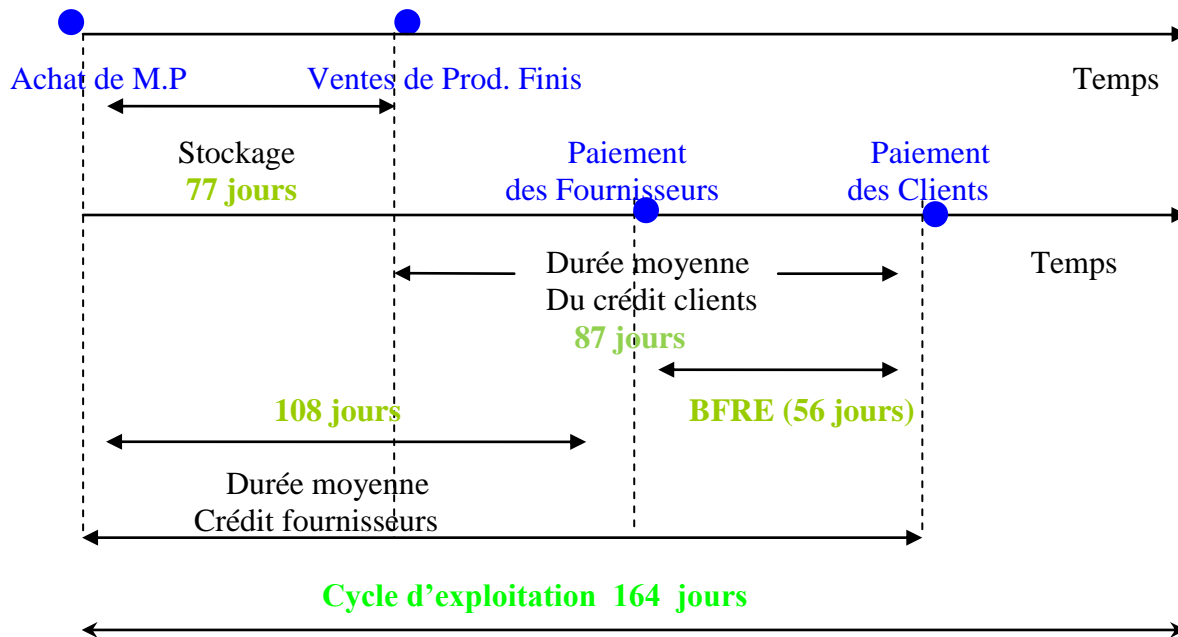 Achat de M.P
Ventes de Prod. Finis
Temps
Stockage
77 jours
Paiement
des Fournisseurs
Paiement
des Clients
Durée moyenne
Du crédit clients
87 jours
Temps
108 jours
BFRE (56 jours)
Durée moyenne
Crédit fournisseurs
Cycle d’exploitation 164 jours